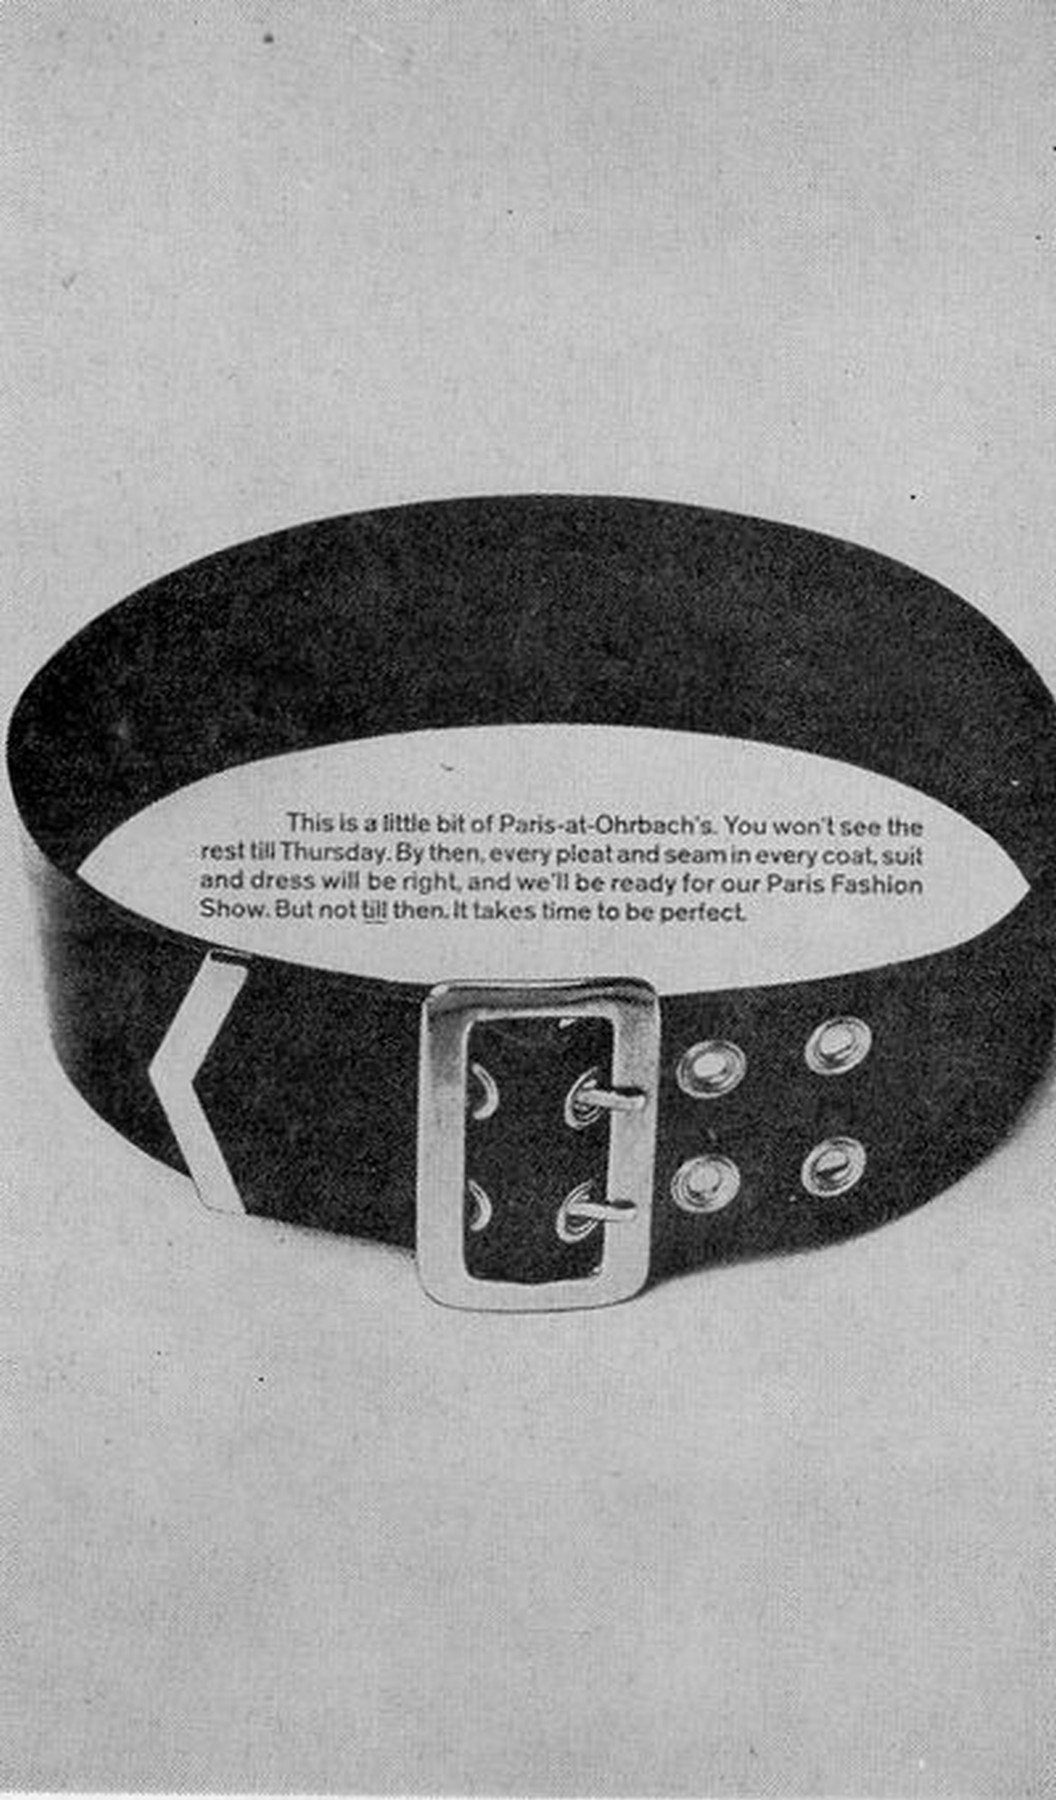 This is a little bit of Paris-at-Ohrbach's. You won't see the
rest till Thursday. By then, every pleat and seam in every coat, suit
and dress will be right, and we'll be ready for our Paris Fashion
Show. But not till then. It takes time to be perfect.